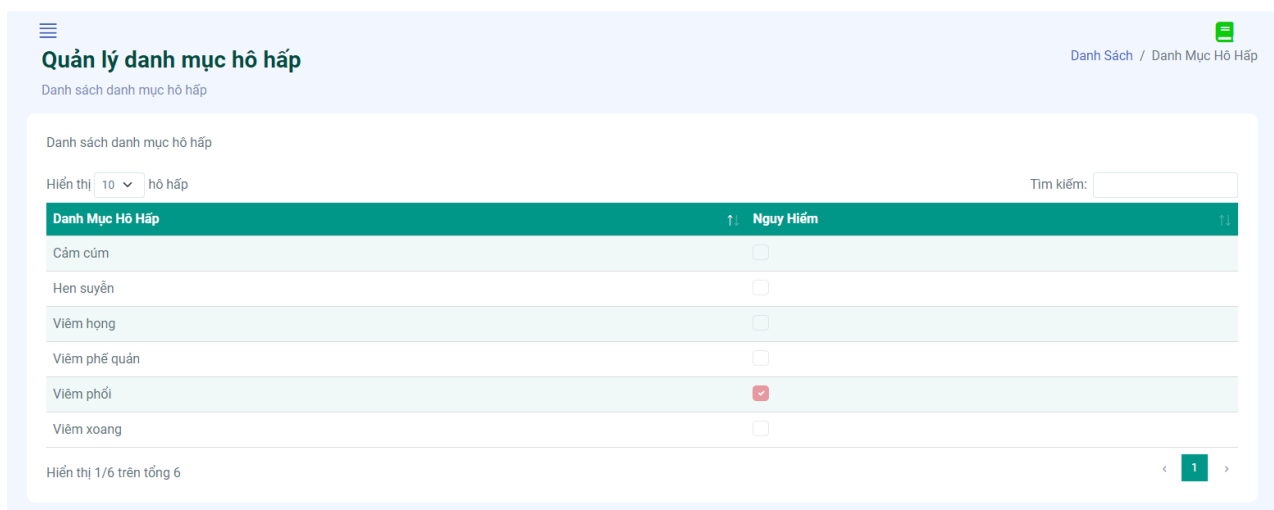 Quản lý danh mục hô hấp
Danh Sách / Danh Mục Hô Hấp
Danh sách danh mục hô hấp
Danh sách danh mục hô hấp
Hiển thị 10 hô hấp
Tìm kiếm:
Danh Mục Hô Hấp Nguy Hiểm
Cảm cúm
Hen suyễn
Viêm họng
Viêm phế quản
Viêm phổi
Viêm xoang
Hiển thị 1/6 trên tổng 6
‹ 1 ›